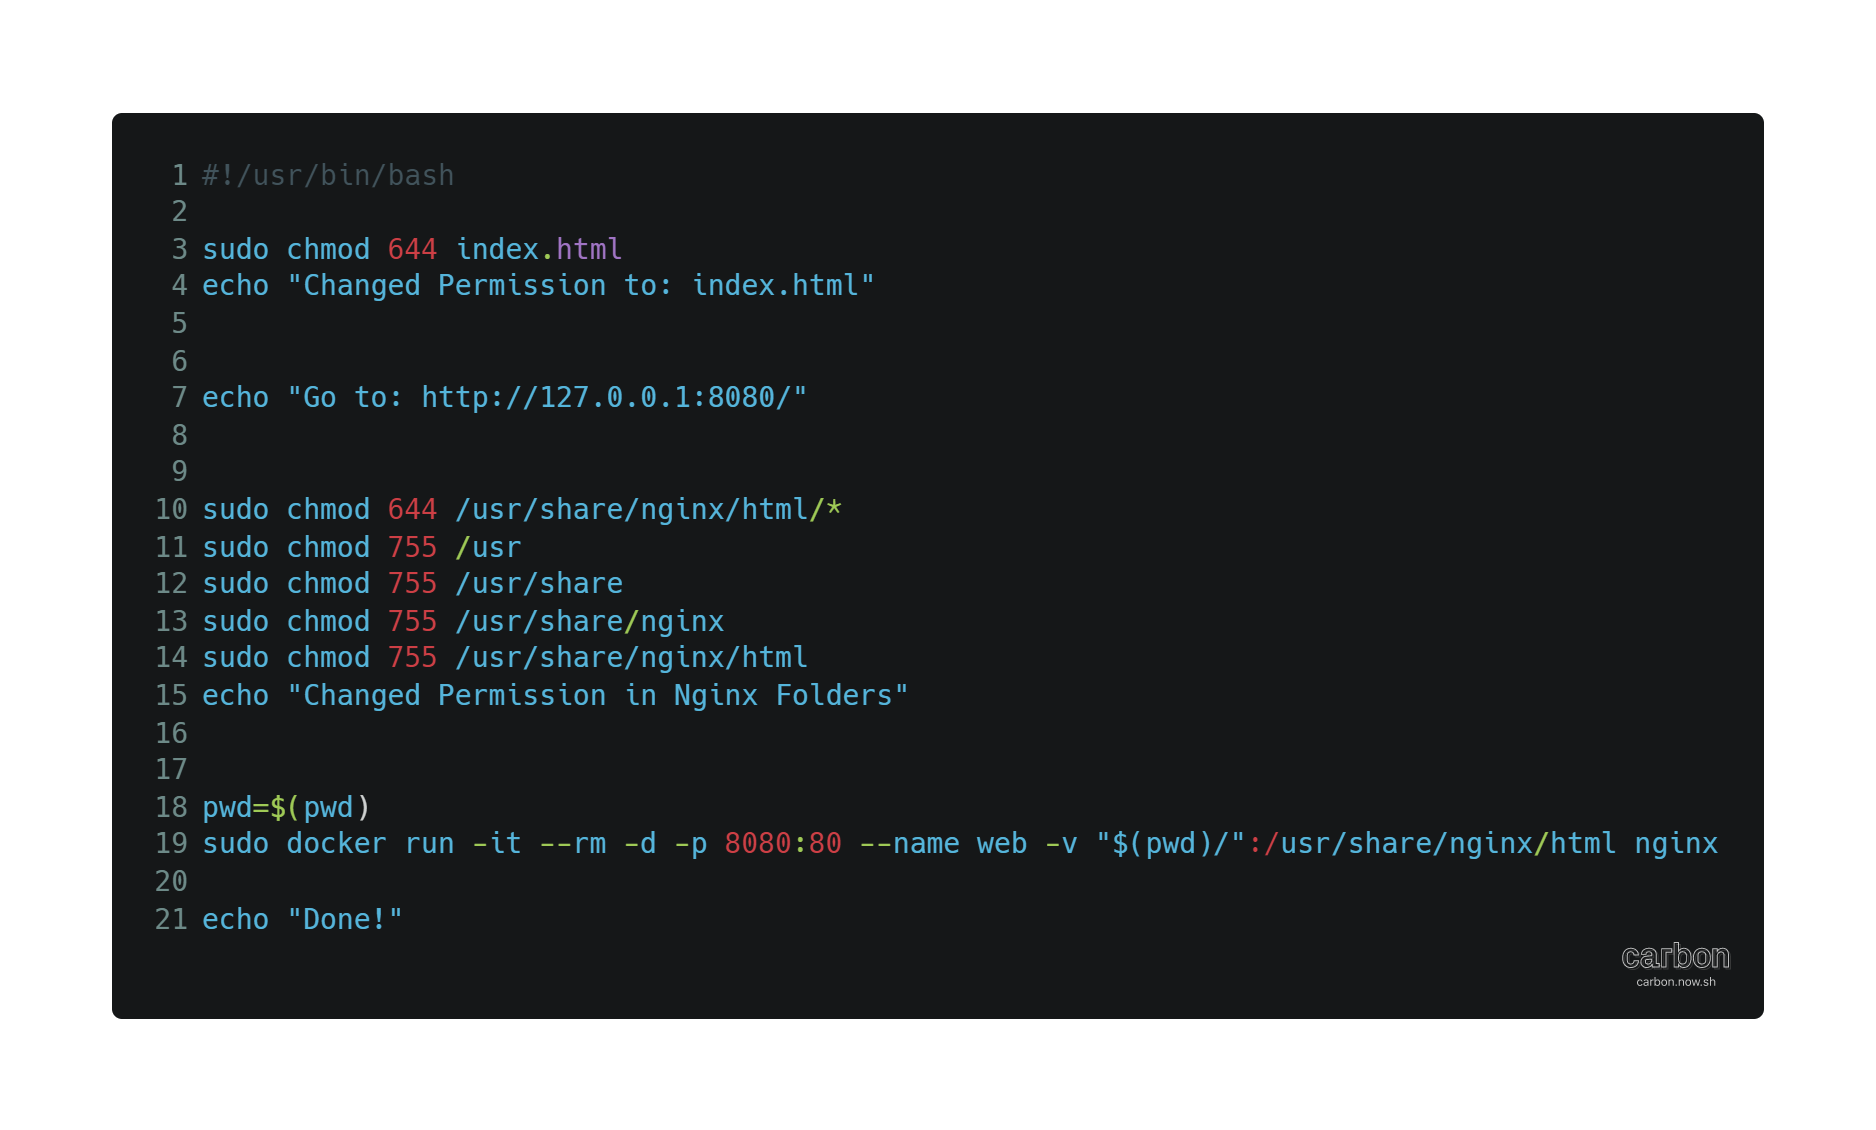 1 #!/usr/bin/bash
2
3 sudo chmod 644 index.html
4 echo "Changed Permission to: index.html"
5
6
7 echo "Go to: http://127.0.0.1:8080/"
8
9
10 sudo chmod 644 /usr/share/nginx/html/*
11 sudo chmod 755 /usr
12 sudo chmod 755 /usr/share
13 sudo chmod 755 /usr/share/nginx
14 sudo chmod 755 /usr/share/nginx/html
15 echo "Changed Permission in Nginx Folders"
16
17
18 pwd=$(pwd)
19 sudo docker run -it --rm -d -p 8080:80 --name web -v "$(pwd)/":/usr/share/nginx/html nginx
20
21 echo "Done!"
carbon
carbon.now.sh